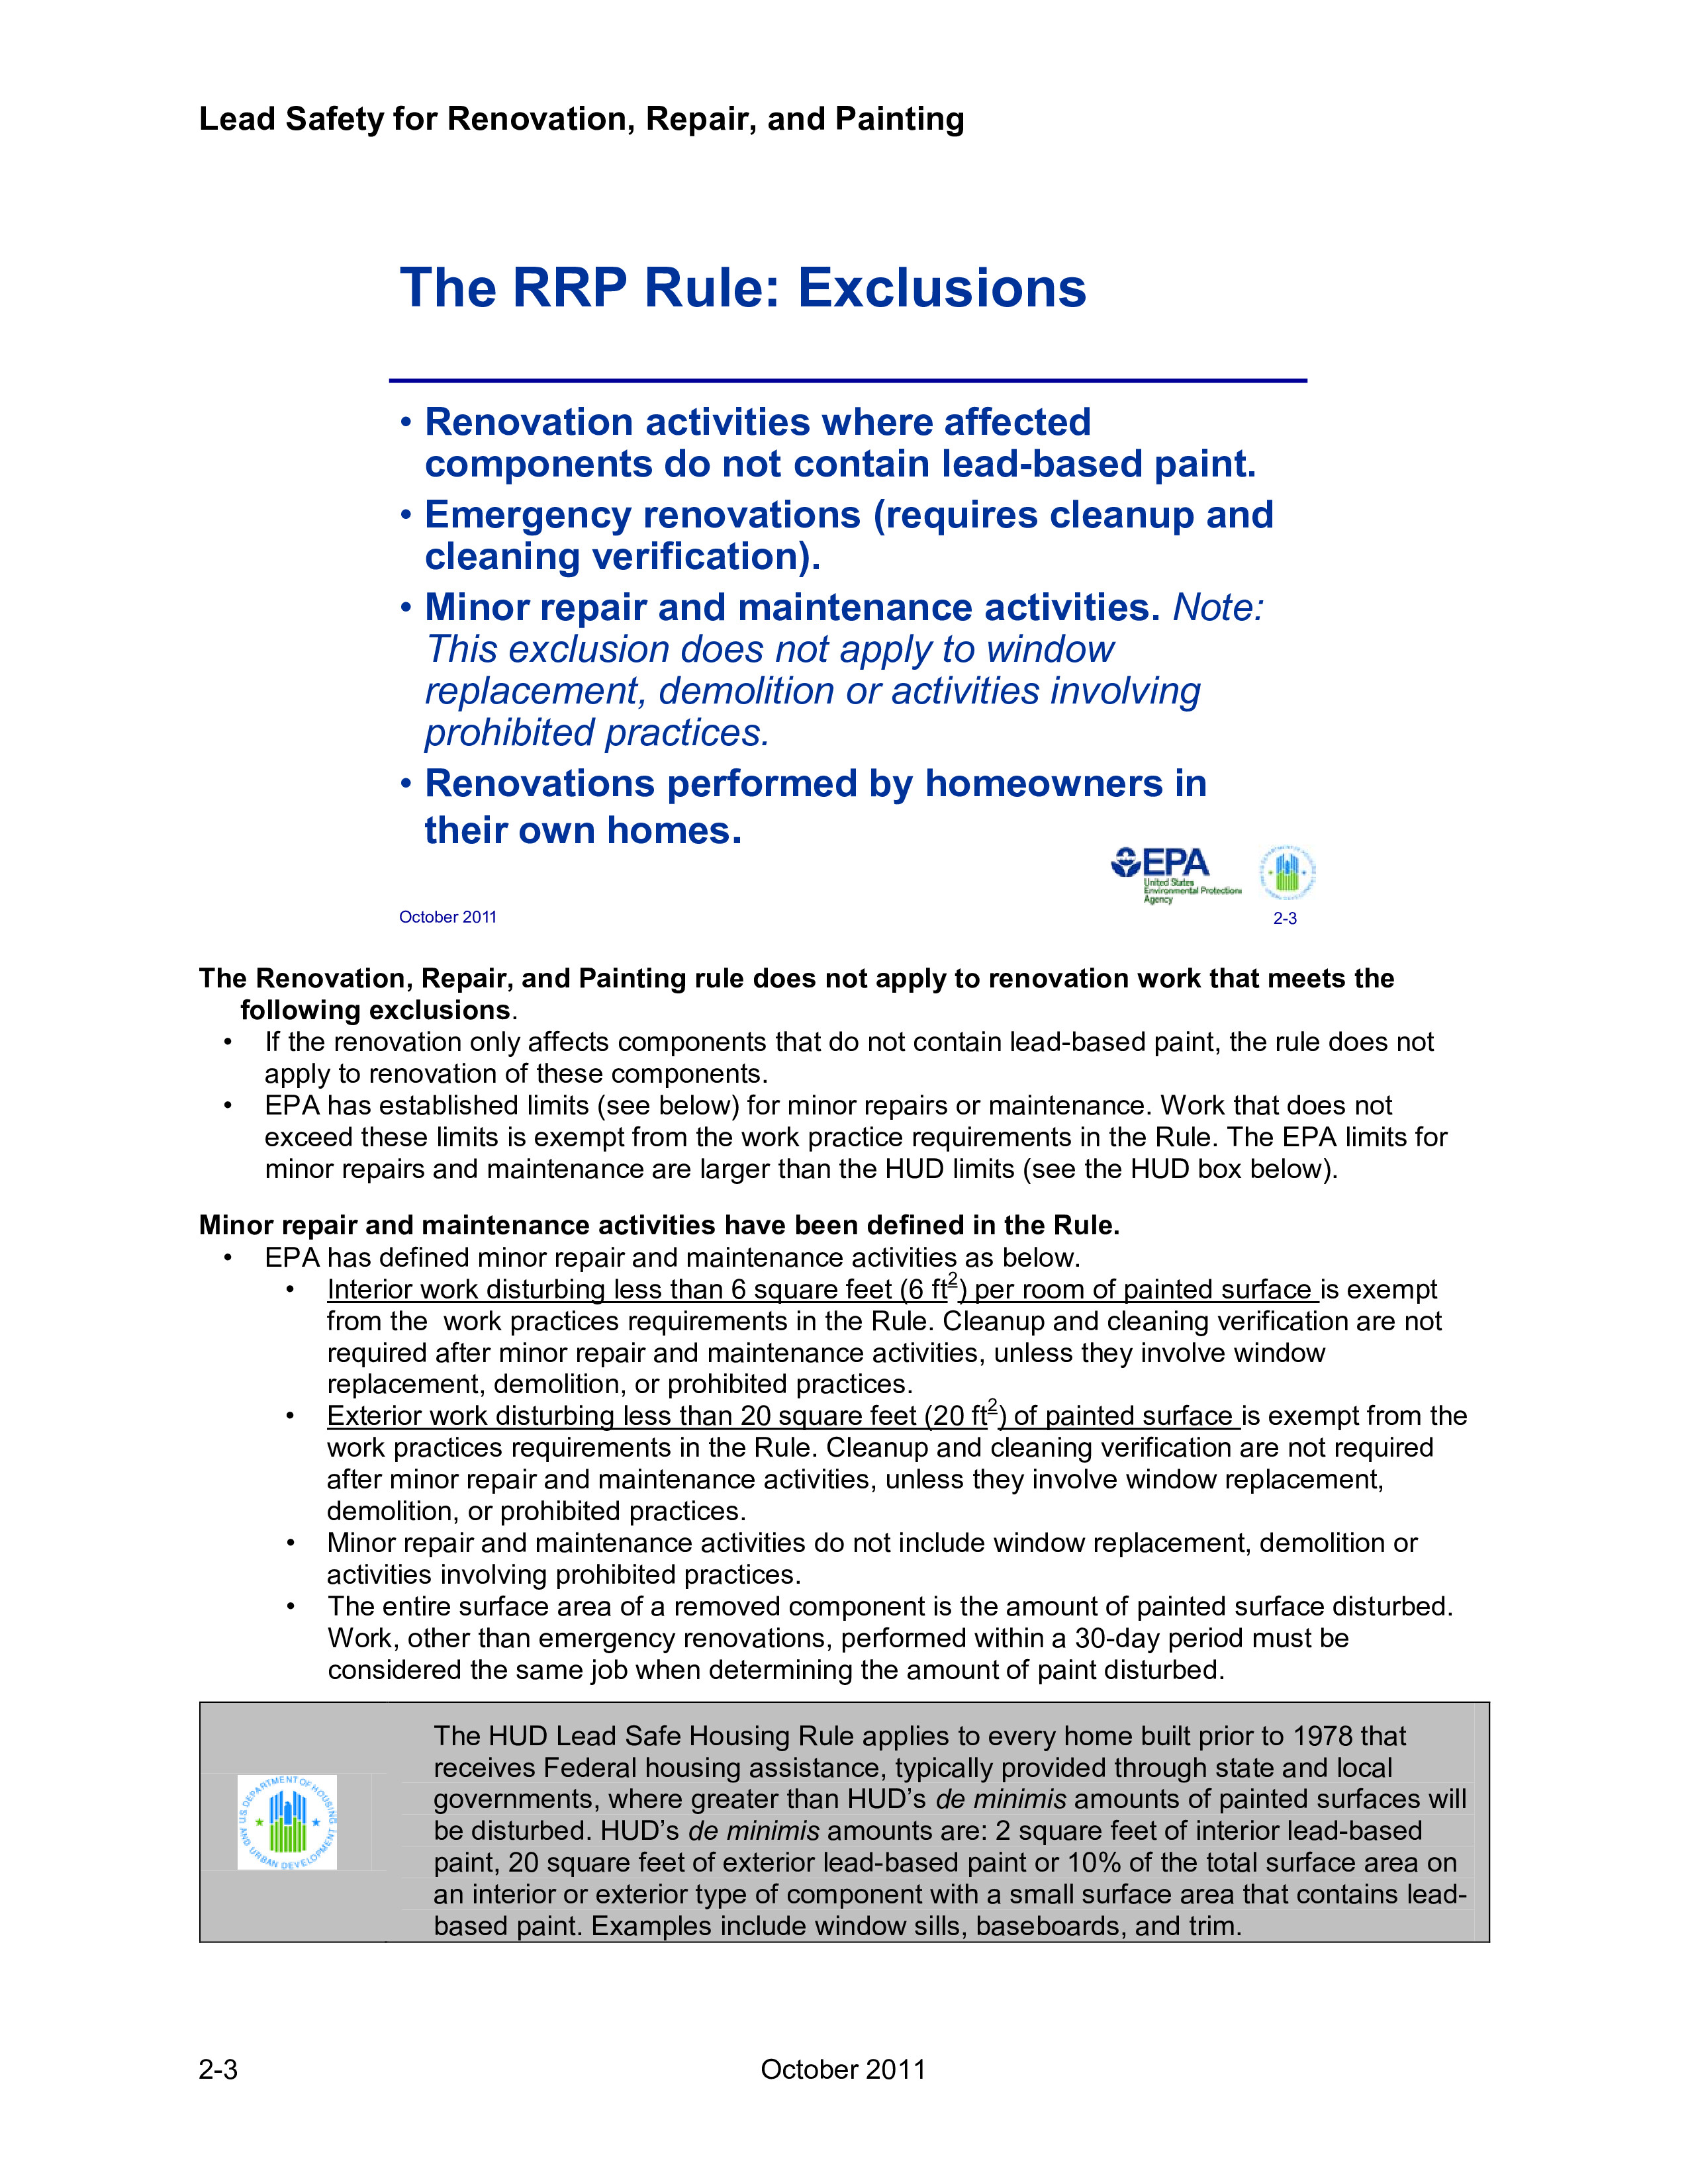 Lead Safety for Renovation, Repair, and Painting
The RRP Rule: Exclusions
• Renovation activities where affected
components do not contain lead-based paint.
• Emergency renovations (requires cleanup and
cleaning verification).
• Minor repair and maintenance activities. Note:
This exclusion does not apply to window
replacement, demolition or activities involving
prohibited practices.
• Renovations performed by homeowners in
their own homes.
EPA
United States
Environmental Protection
Agency
October 2011
2-3
The Renovation, Repair, and Painting rule does not apply to renovation work that meets the
following exclusions.
• If the renovation only affects components that do not contain lead-based paint, the rule does not
apply to renovation of these components.
• EPA has established limits (see below) for minor repairs or maintenance. Work that does not
exceed these limits is exempt from the work practice requirements in the Rule. The EPA limits for
minor repairs and maintenance are larger than the HUD limits (see the HUD box below).
Minor repair and maintenance activities have been defined in the Rule.
• EPA has defined minor repair and maintenance activities as below.
• Interior work disturbing less than 6 square feet (6 ft²) per room of painted surface is exempt
from the  work practices requirements in the Rule. Cleanup and cleaning verification are not
required after minor repair and maintenance activities, unless they involve window
replacement, demolition, or prohibited practices.
• Exterior work disturbing less than 20 square feet (20 ft²) of painted surface is exempt from the
work practices requirements in the Rule. Cleanup and cleaning verification are not required
after minor repair and maintenance activities, unless they involve window replacement,
demolition, or prohibited practices.
• Minor repair and maintenance activities do not include window replacement, demolition or
activities involving prohibited practices.
• The entire surface area of a removed component is the amount of painted surface disturbed.
Work, other than emergency renovations, performed within a 30-day period must be
considered the same job when determining the amount of paint disturbed.
U.S. DEPARTMENT OF HOUSING
AND URBAN DEVELOPMENT
The HUD Lead Safe Housing Rule applies to every home built prior to 1978 that
receives Federal housing assistance, typically provided through state and local
governments, where greater than HUD's de minimis amounts of painted surfaces will
be disturbed. HUD's de minimis amounts are: 2 square feet of interior lead-based
paint, 20 square feet of exterior lead-based paint or 10% of the total surface area on
an interior or exterior type of component with a small surface area that contains lead-
based paint. Examples include window sills, baseboards, and trim.
2-3
October 2011